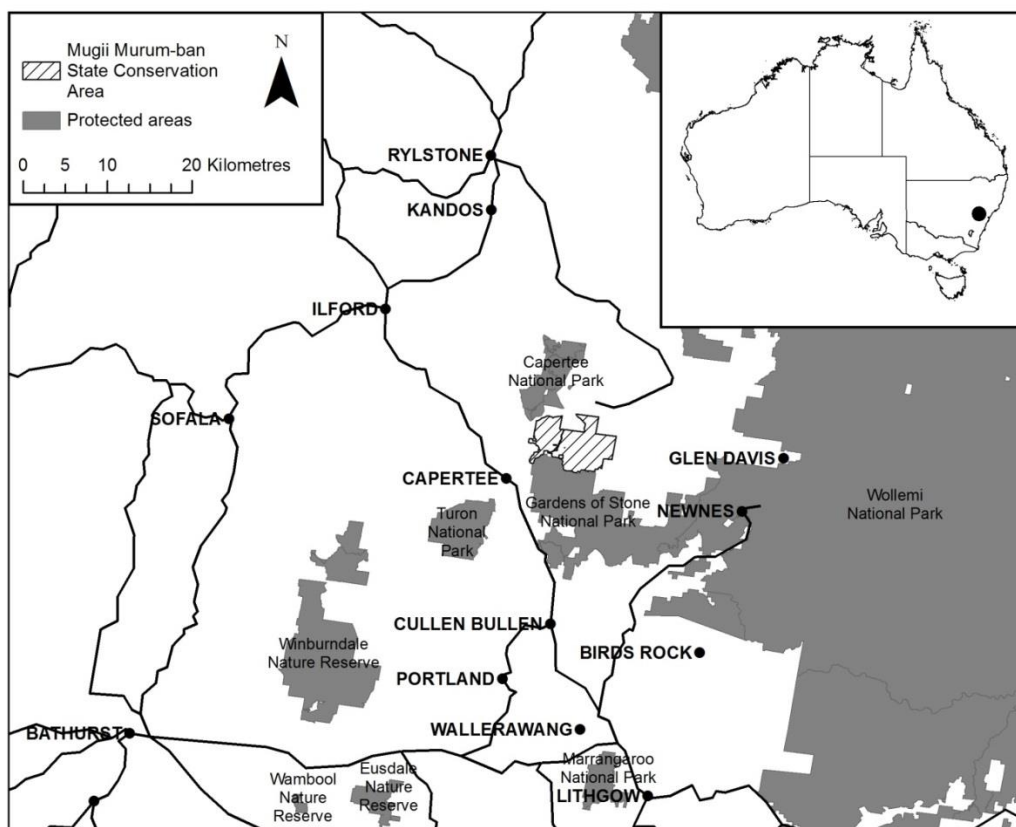 Mugii Murum-ban
State Conservation
Area
Protected areas
0 5 10 20 Kilometres
N
RYLSTONE
KANDOS
ILFORD
Capertee
National Park
SOFALA
CAPERTEE
GLEN DAVIS
Turon
National
Park
Gardens of Stone
National Park
NEWNES
Wollemi
National Park
CULLEN BULLEN
Winburndale
Nature Reserve
BIRDS ROCK
PORTLAND
WALLERAWANG
BATHURST
Wambool
Nature
Reserve
Eusdale
Nature
Reserve
Marrangaroo
National Park
LITHGOW